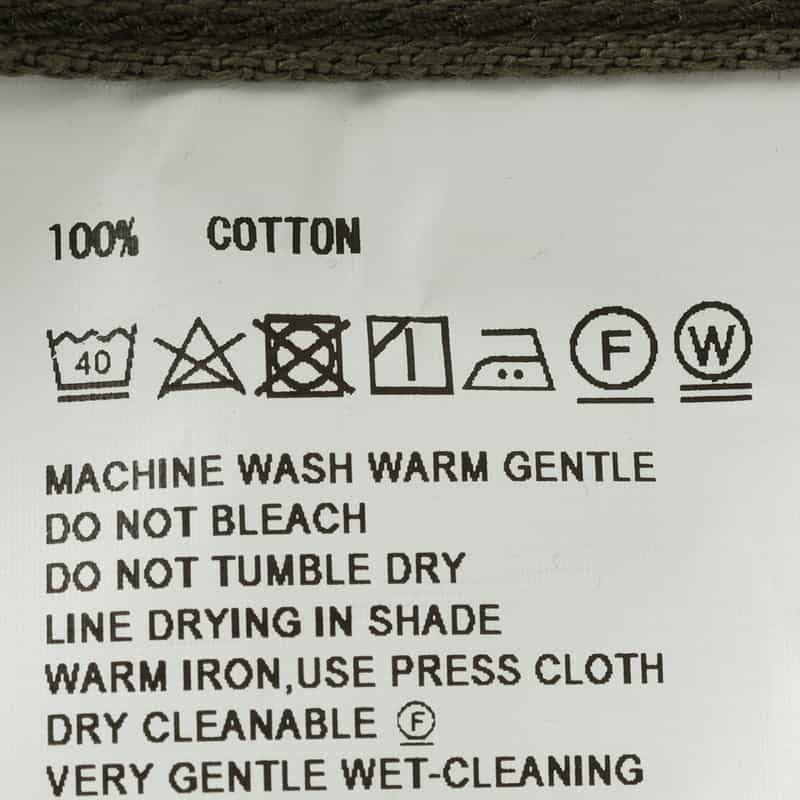 100% COTTON
40 F W
MACHINE WASH WARM GENTLE
DO NOT BLEACH
DO NOT TUMBLE DRY
LINE DRYING IN SHADE
WARM IRON,USE PRESS CLOTH
DRY CLEANABLE F
VERY GENTLE WET-CLEANING